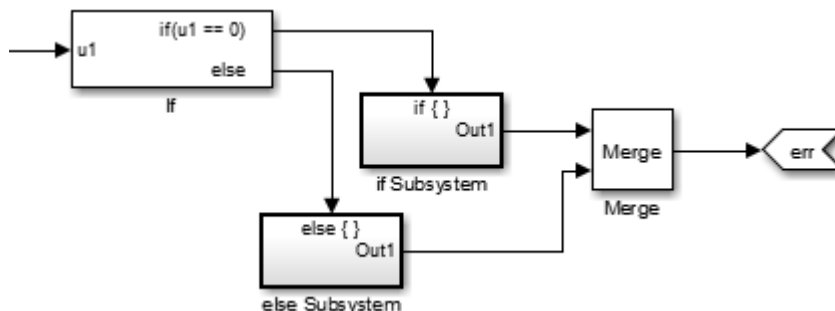 if(u1 == 0)
u1
else
If
if { }
Out1
if Subsystem
Merge
Merge
err
else { }
Out1
else Subsystem